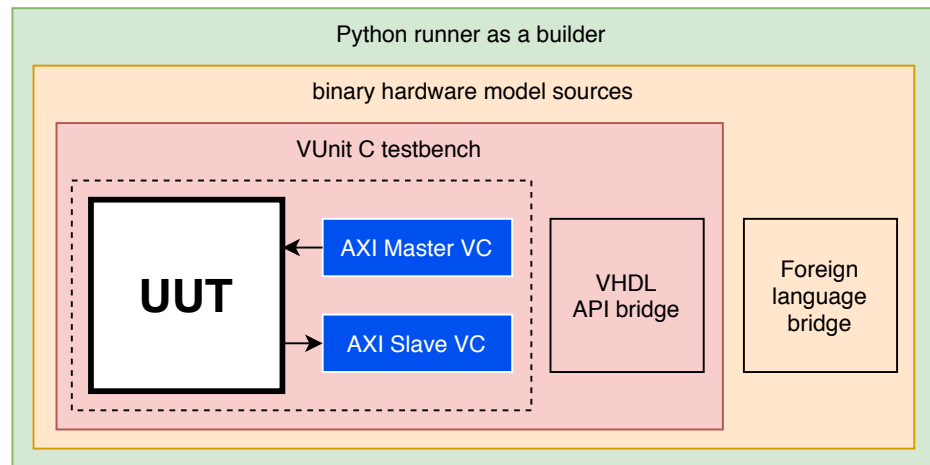 Python runner as a builder
binary hardware model sources
VUnit C testbench
UUT
AXI Master VC
AXI Slave VC
VHDL
API bridge
Foreign
language
bridge